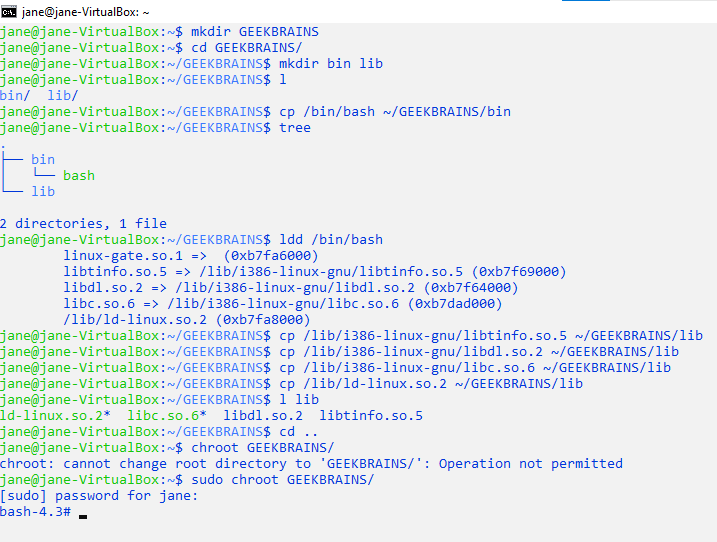 jane@jane-VirtualBox: ~
jane@jane-VirtualBox:~$ mkdir GEEKBRAINS
jane@jane-VirtualBox:~$ cd GEEKBRAINS/
jane@jane-VirtualBox:~/GEEKBRAINS$ mkdir bin lib
jane@jane-VirtualBox:~/GEEKBRAINS$ l
bin/  lib/
jane@jane-VirtualBox:~/GEEKBRAINS$ cp /bin/bash ~/GEEKBRAINS/bin
jane@jane-VirtualBox:~/GEEKBRAINS$ tree
.
├── bin
│   └── bash
└── lib
2 directories, 1 file
jane@jane-VirtualBox:~/GEEKBRAINS$ ldd /bin/bash
        linux-gate.so.1 =>  (0xb7fa6000)
        libtinfo.so.5 => /lib/i386-linux-gnu/libtinfo.so.5 (0xb7f69000)
        libdl.so.2 => /lib/i386-linux-gnu/libdl.so.2 (0xb7f64000)
        libc.so.6 => /lib/i386-linux-gnu/libc.so.6 (0xb7dad000)
        /lib/ld-linux.so.2 (0xb7fa8000)
jane@jane-VirtualBox:~/GEEKBRAINS$ cp /lib/i386-linux-gnu/libtinfo.so.5 ~/GEEKBRAINS/lib
jane@jane-VirtualBox:~/GEEKBRAINS$ cp /lib/i386-linux-gnu/libdl.so.2 ~/GEEKBRAINS/lib
jane@jane-VirtualBox:~/GEEKBRAINS$ cp /lib/i386-linux-gnu/libc.so.6 ~/GEEKBRAINS/lib
jane@jane-VirtualBox:~/GEEKBRAINS$ cp /lib/ld-linux.so.2 ~/GEEKBRAINS/lib
jane@jane-VirtualBox:~/GEEKBRAINS$ l lib
ld-linux.so.2*  libc.so.6*  libdl.so.2  libtinfo.so.5
jane@jane-VirtualBox:~/GEEKBRAINS$ cd ..
jane@jane-VirtualBox:~$ chroot GEEKBRAINS/
chroot: cannot change root directory to 'GEEKBRAINS/': Operation not permitted
jane@jane-VirtualBox:~$ sudo chroot GEEKBRAINS/
[sudo] password for jane:
bash-4.3#